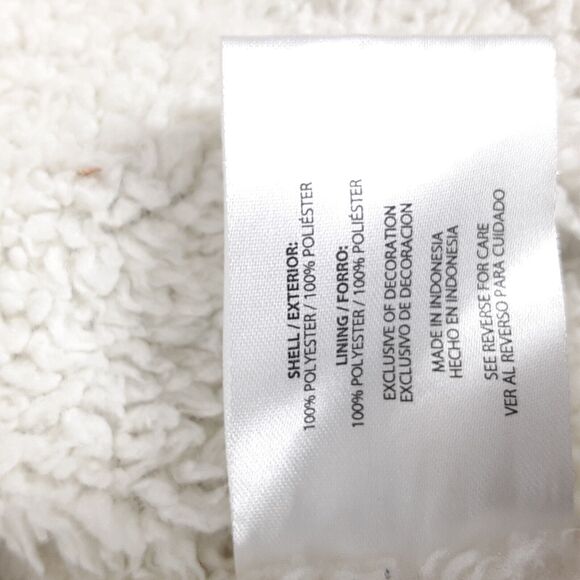 SHELL / EXTERIOR:
100% POLYESTER / 100% POLIÉSTER
LINING / FORRO:
100% POLYESTER / 100% POLIÉSTER
EXCLUSIVE OF DECORATION
EXCLUSIVO DE DECORACION
MADE IN INDONESIA
HECHO EN INDONESIA
SEE REVERSE FOR CARE
VER AL REVERSO PARA CUIDADO